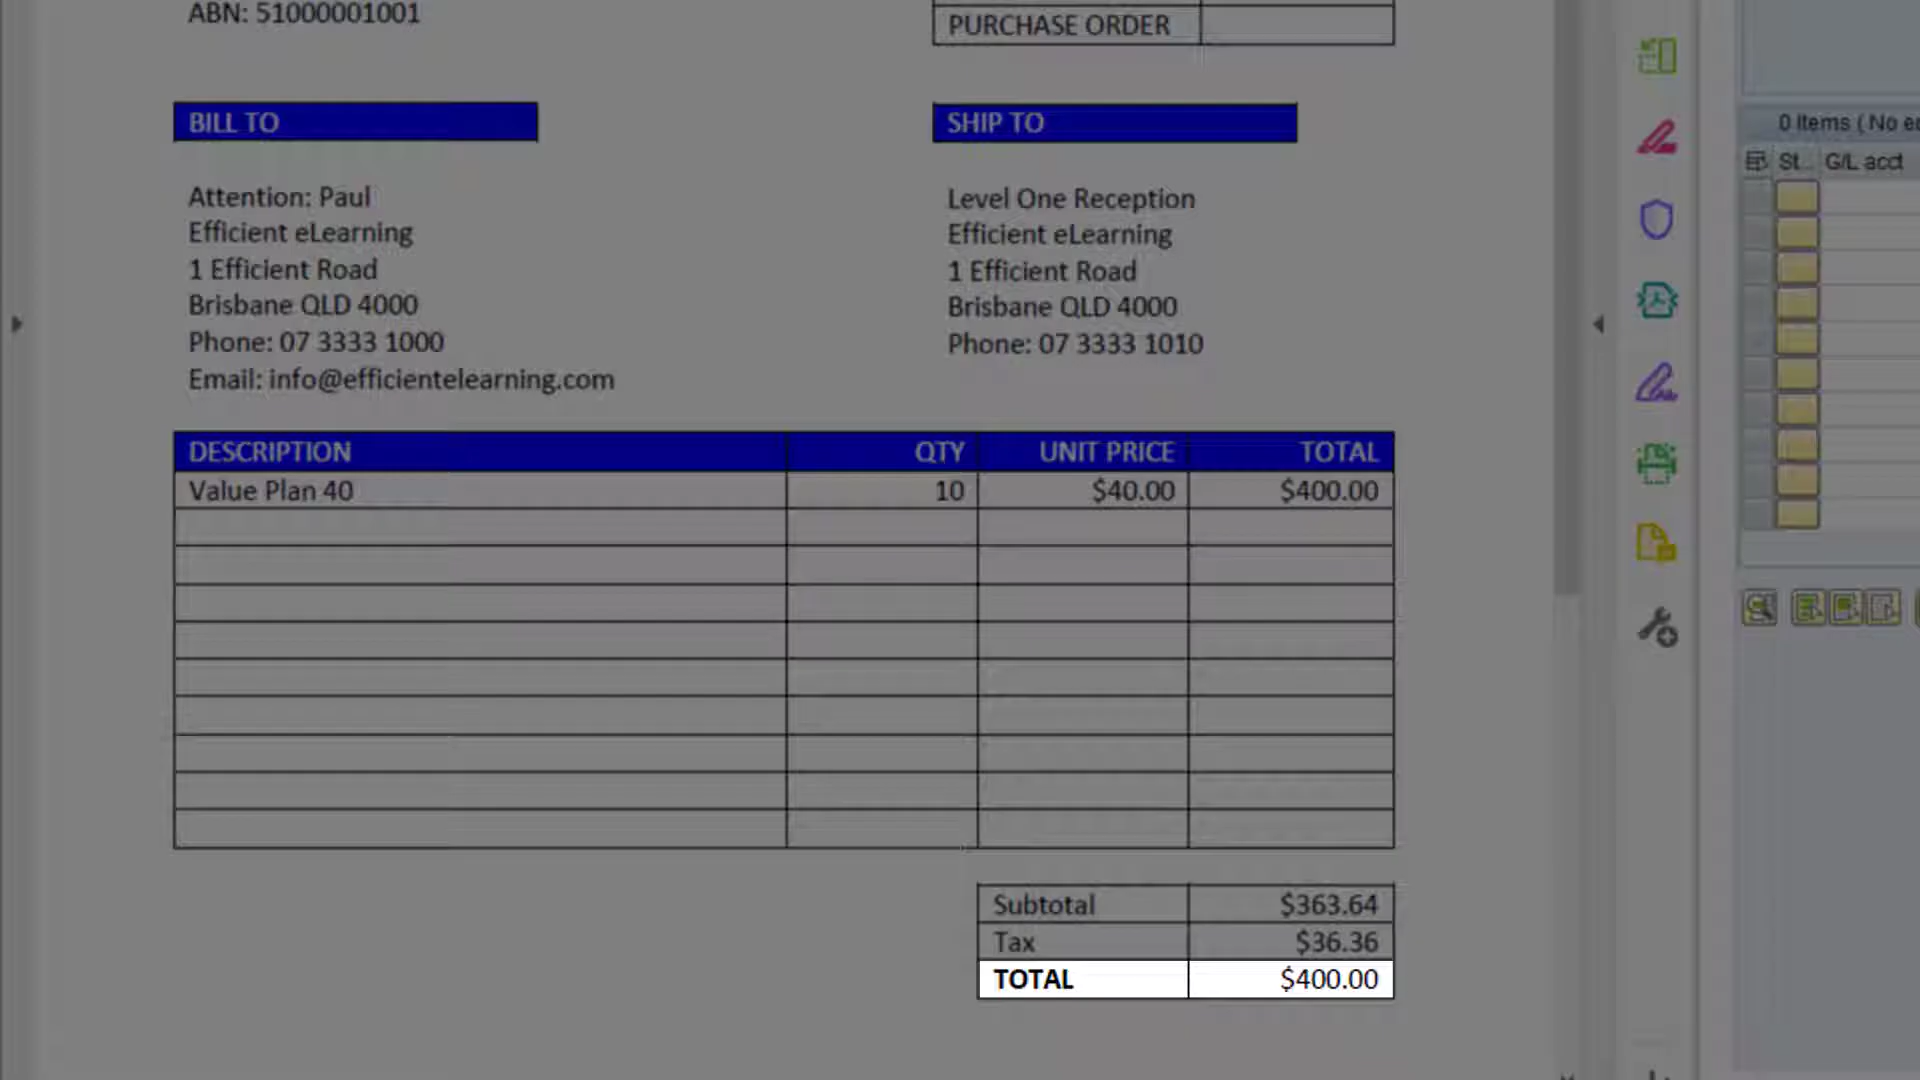 ABN: 51000001001
PURCHASE ORDER
BILL TO
SHIP TO
Attention: Paul
Efficient eLearning
1 Efficient Road
Brisbane QLD 4000
Phone: 07 3333 1000
Email: info@efficientelearning.com
Level One Reception
Efficient eLearning
1 Efficient Road
Brisbane QLD 4000
Phone: 07 3333 1010
DESCRIPTION QTY UNIT PRICE TOTAL
Value Plan 40 10 $40.00 $400.00
Subtotal $363.64
Tax $36.36
TOTAL $400.00
0 Items ( No
St.. G/L acct